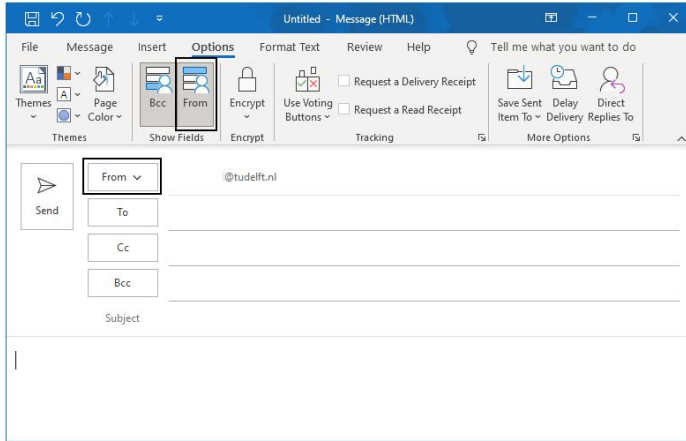 Untitled - Message (HTML)
File Message Insert Options Format Text Review Help Tell me what you want to do
Aa
A
Themes
Page
Color
Bcc
From
Encrypt
Use Voting
Buttons
Request a Delivery Receipt
Request a Read Receipt
Save Sent
Item To
Delay
Delivery
Direct
Replies To
Themes Show Fields Encrypt Tracking More Options
Send
From
@tudelft.nl
To
Cc
Bcc
Subject